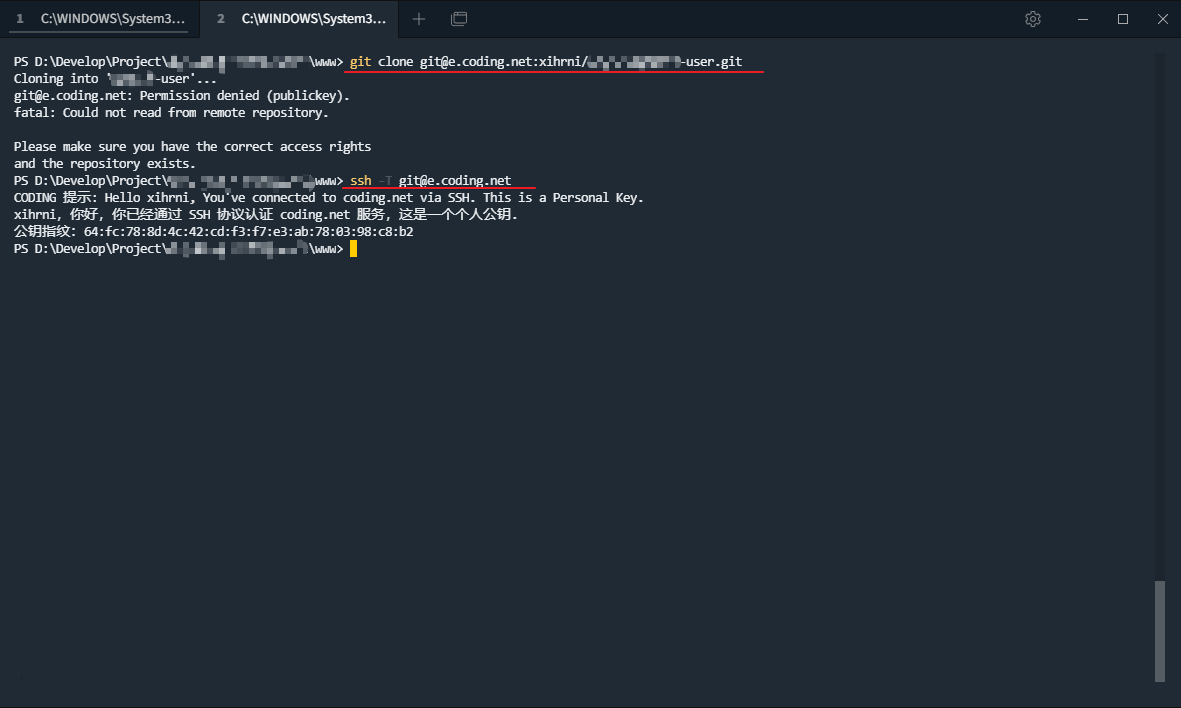 1 C:\WINDOWS\System3...
2 C:\WINDOWS\System3...
PS D:\Develop\Project\ \www> git clone git@e.coding.net:xihrni/ -user.git
Cloning into ' -user'...
git@e.coding.net: Permission denied (publickey).
fatal: Could not read from remote repository.
Please make sure you have the correct access rights
and the repository exists.
PS D:\Develop\Project\ www> ssh -T git@e.coding.net
CODING 提示: Hello xihrni, You've connected to coding.net via SSH. This is a Personal Key.
xihrni, 你好, 你已经通过 SSH 协议认证 coding.net 服务, 这是一个个人公钥.
公钥指纹: 64:fc:78:8d:4c:42:cd:f3:f7:e3:ab:78:03:98:c8:b2
PS D:\Develop\Project\ \www>